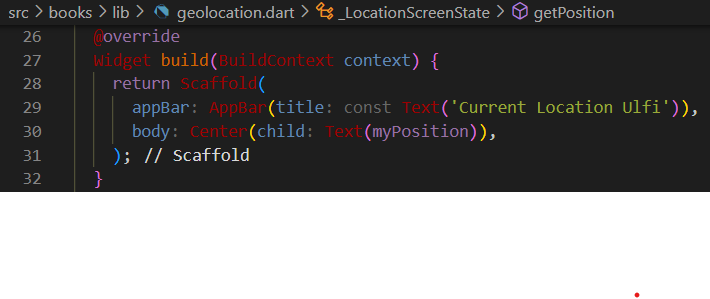 src > books > lib > geolocation.dart > _LocationScreenState > getPosition
26 @override
27 Widget build(BuildContext context) {
28 return Scaffold(
29 appBar: AppBar(title: const Text('Current Location Ulfi')),
30 body: Center(child: Text(myPosition)),
31 ); // Scaffold
32 }